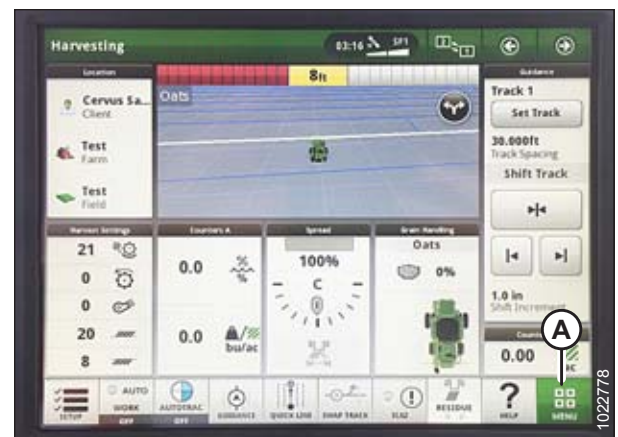 Harvesting
03:16
SP1
Location
Cervus Sa...
Client
Test
Farm
Test
Field
8ft
Oats
Guidance
Track 1
Set Track
30.000ft
Track Spacing
Shift Track
1.0 in
Shift Increment
Harvest Settings
21
0
0
20
8
Counters A
0.0
%
%
0.0
bu/ac
Spread
100%
C
Grain Handling
Oats
0%
0.00
A
SETUP
AUTO
WORK
OFF
AUTOTRAC
OFF
GUIDANCE
QUICK LINE
SWAP TRACK
RESIDUE
?
HELP
MENU
1022778